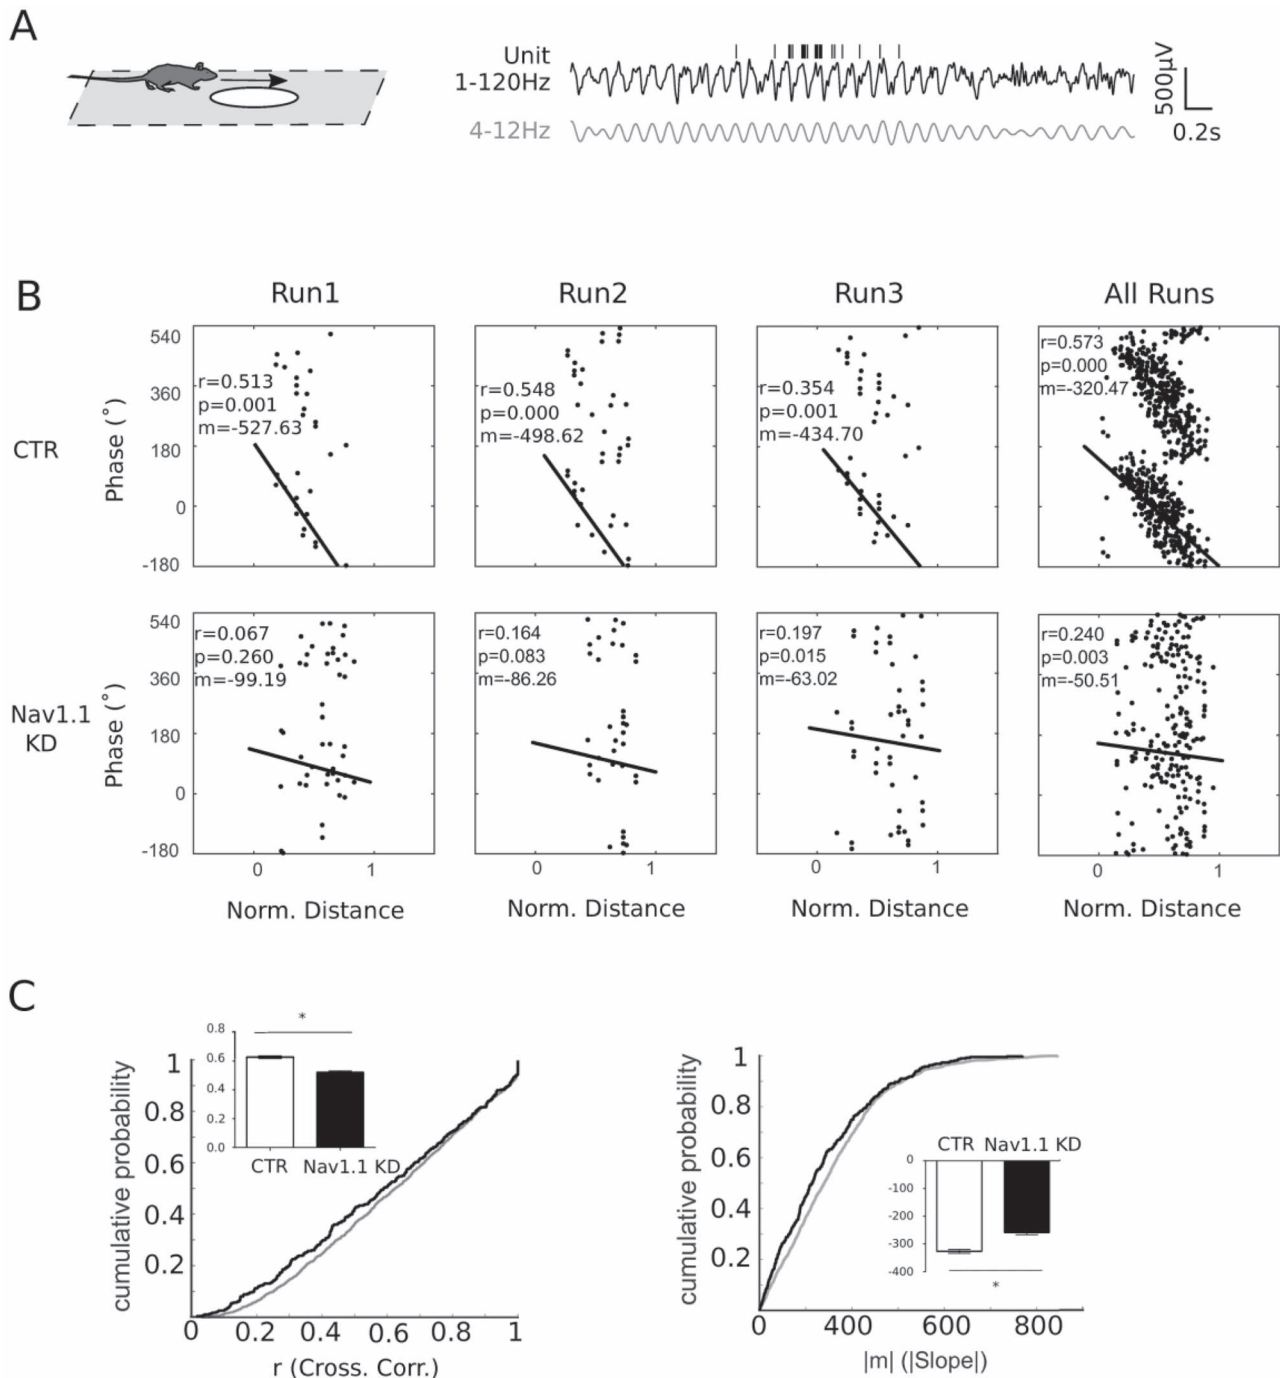 A
Unit
1-120Hz
4-12Hz
500µV
0.2s
B
Run1
Run2
Run3
All Runs
CTR
Phase (°)
540
360
180
0
-180
r=0.513
p=0.001
m=-527.63
r=0.548
p=0.000
m=-498.62
r=0.354
p=0.001
m=-434.70
r=0.573
p=0.000
m=-320.47
Nav1.1
KD
Phase (°)
540
360
180
0
-180
r=0.067
p=0.260
m=-99.19
r=0.164
p=0.083
m=-86.26
r=0.197
p=0.015
m=-63.02
r=0.240
p=0.003
m=-50.51
0 1
0 1
0 1
0 1
Norm. Distance
Norm. Distance
Norm. Distance
Norm. Distance
C
cumulative probability
1
0.8
0.6
0.4
0.2
0 0.2 0.4 0.6 0.8 1
r (Cross. Corr.)
*
0.8
0.6
0.4
0.2
0.0
CTR Nav1.1 KD
cumulative probability
1
0.8
0.6
0.4
0.2
0 400 600 800
|m| (|Slope|)
CTR Nav1.1 KD
0
-100
-200
-300
-400
*